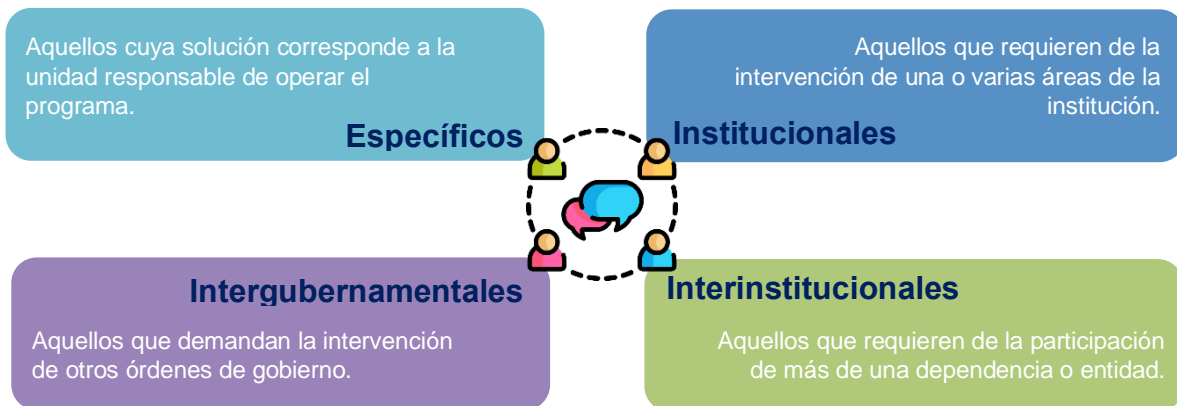 Aquellos cuya solución corresponde a la
unidad responsable de operar el
programa.
Específicos
Aquellos que requieren de la
intervención de una o varias áreas de la
institución.
Institucionales
Intergubernamentales
Aquellos que demandan la intervención
de otros órdenes de gobierno.
Interinstitucionales
Aquellos que requieren de la participación
de más de una dependencia o entidad.